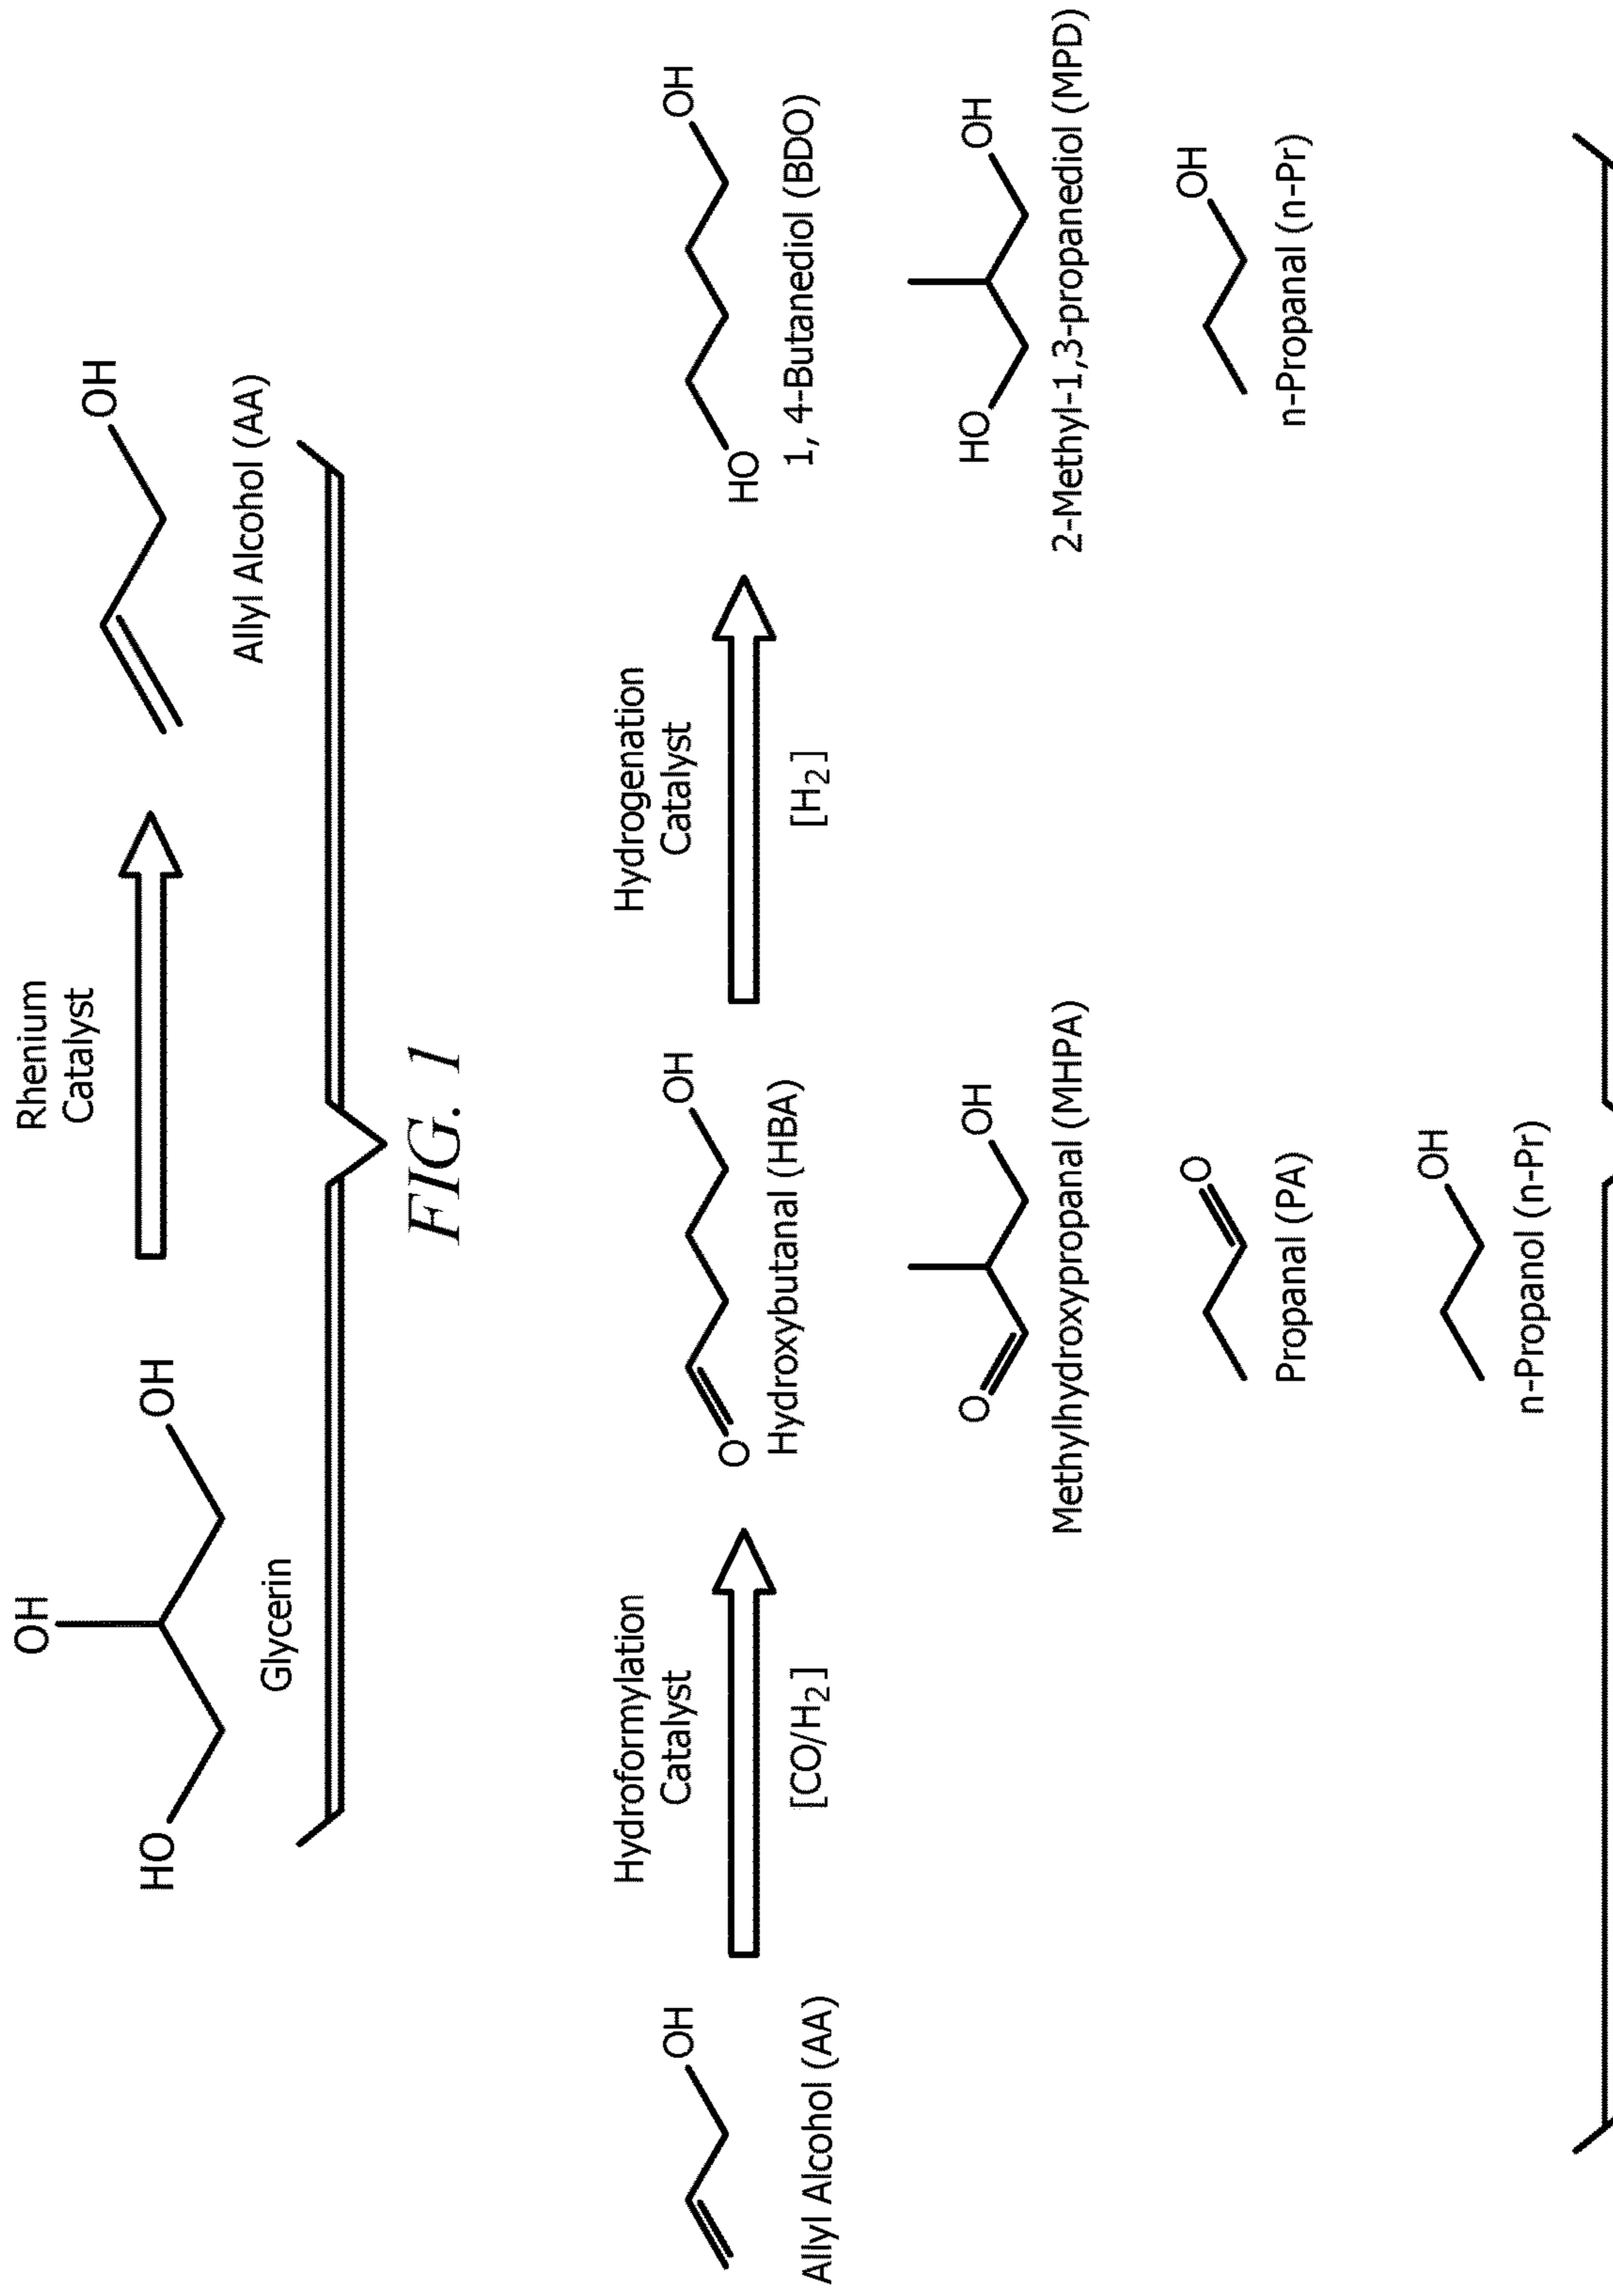 Rhenium
Catalyst
OH
HO
OH
Glycerin
OH
Allyl Alcohol (AA)
FIG. 1
OH
Allyl Alcohol (AA)
Hydroformylation
Catalyst
[CO/H2]
O
OH
Hydroxybutanal (HBA)
O
OH
Methylhydroxypropanal (MHPA)
O
Propanal (PA)
OH
n-Propanol (n-Pr)
Hydrogenation
Catalyst
[H2]
HO
OH
1, 4-Butanediol (BDO)
HO
OH
2-Methyl-1,3-propanediol (MPD)
OH
n-Propanal (n-Pr)